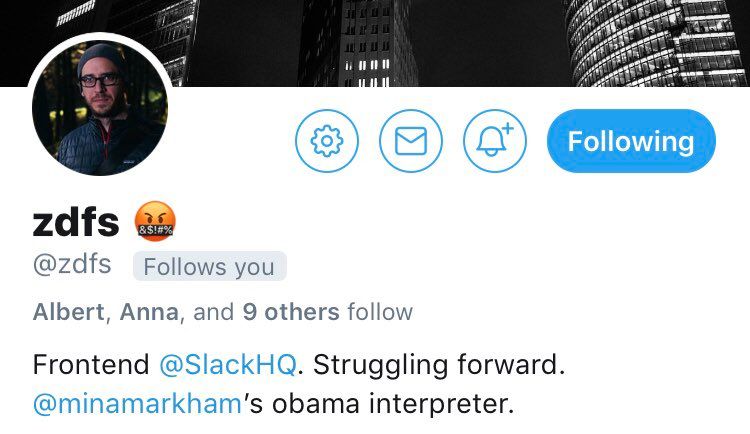 Following
zdfs 🤬
&$!#%
@zdfs Follows you
Albert, Anna, and 9 others follow
Frontend @SlackHQ. Struggling forward.
@minamarkham’s obama interpreter.